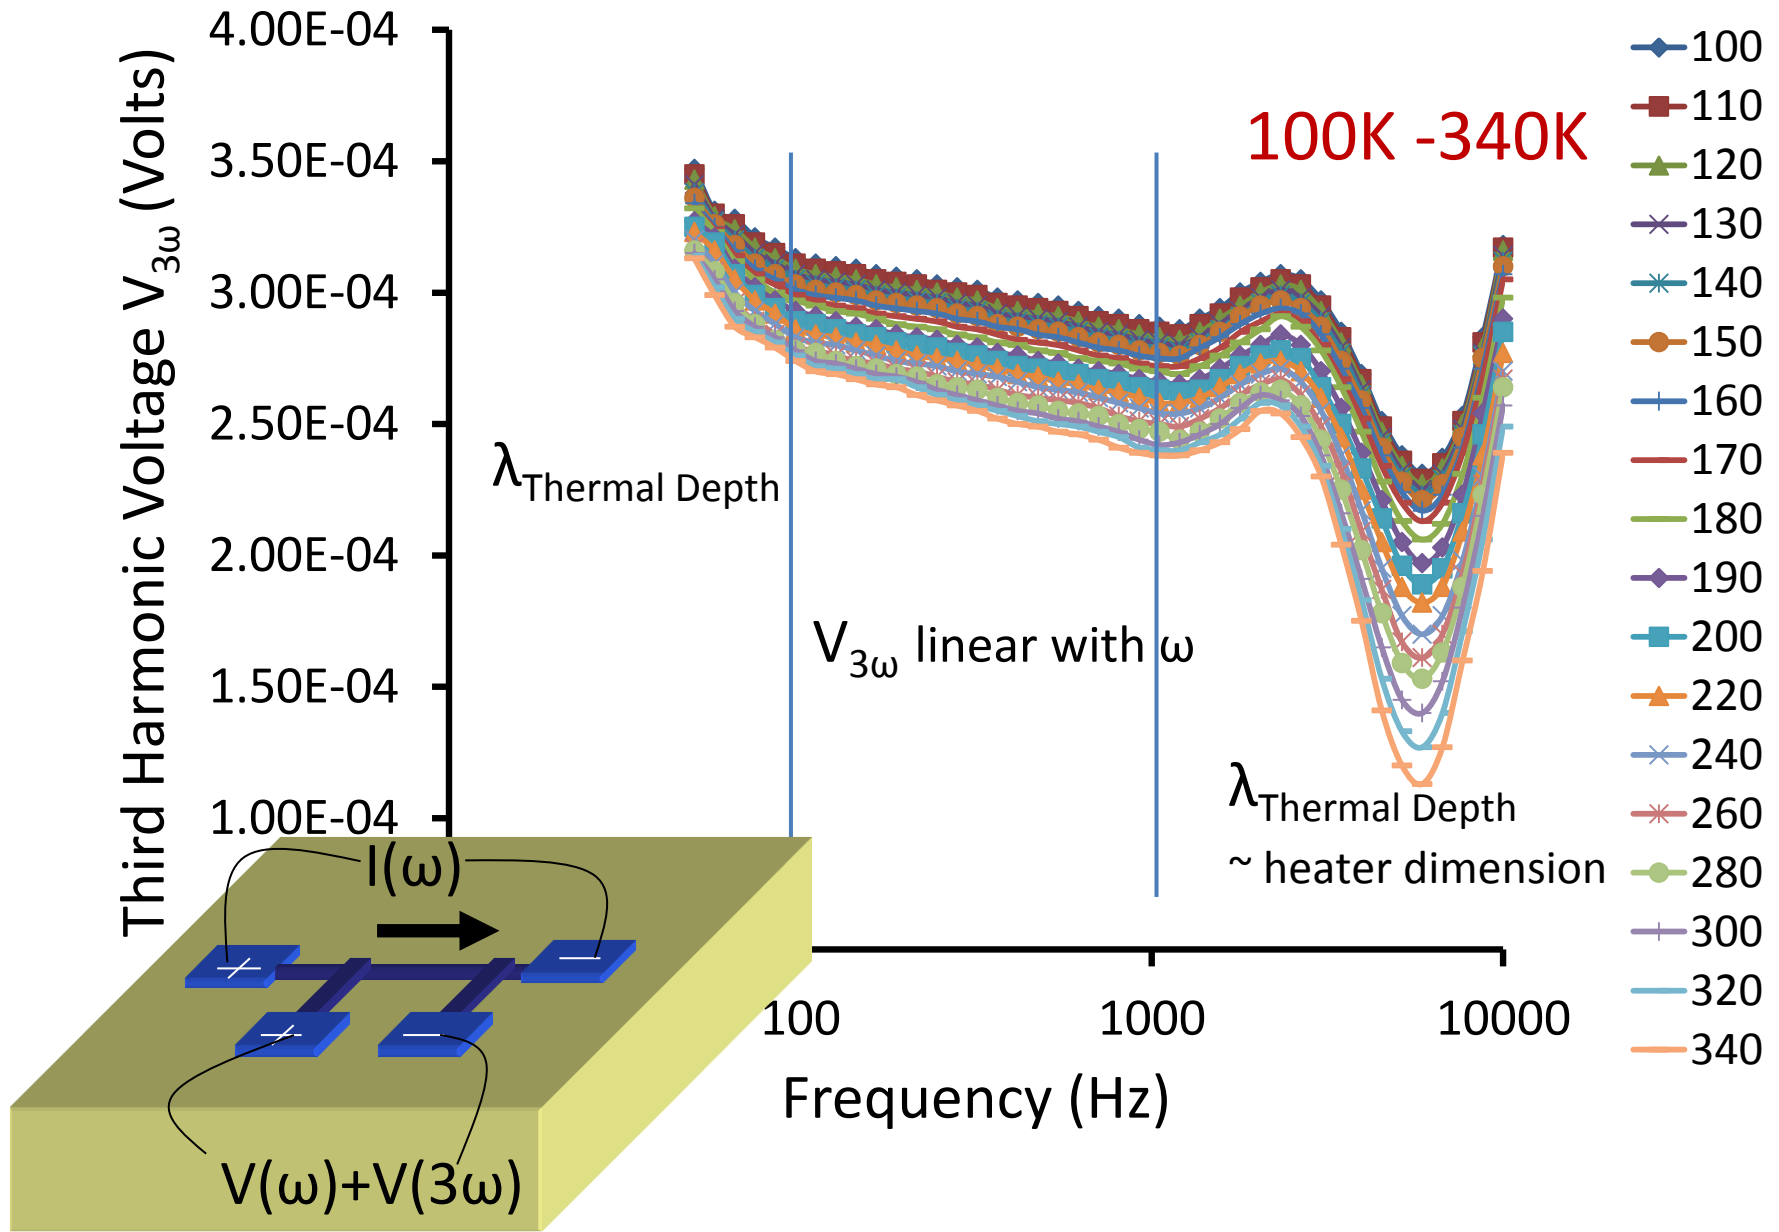 Third Harmonic Voltage V3ω (Volts)
4.00E-04
3.50E-04
3.00E-04
2.50E-04
2.00E-04
1.50E-04
1.00E-04
100K -340K
λThermal Depth
V3ω linear with ω
λThermal Depth
~ heater dimension
100
1000
10000
Frequency (Hz)
I(ω)
+
−
+
−
V(ω)+V(3ω)
100
110
120
130
140
150
160
170
180
190
200
220
240
260
280
300
320
340